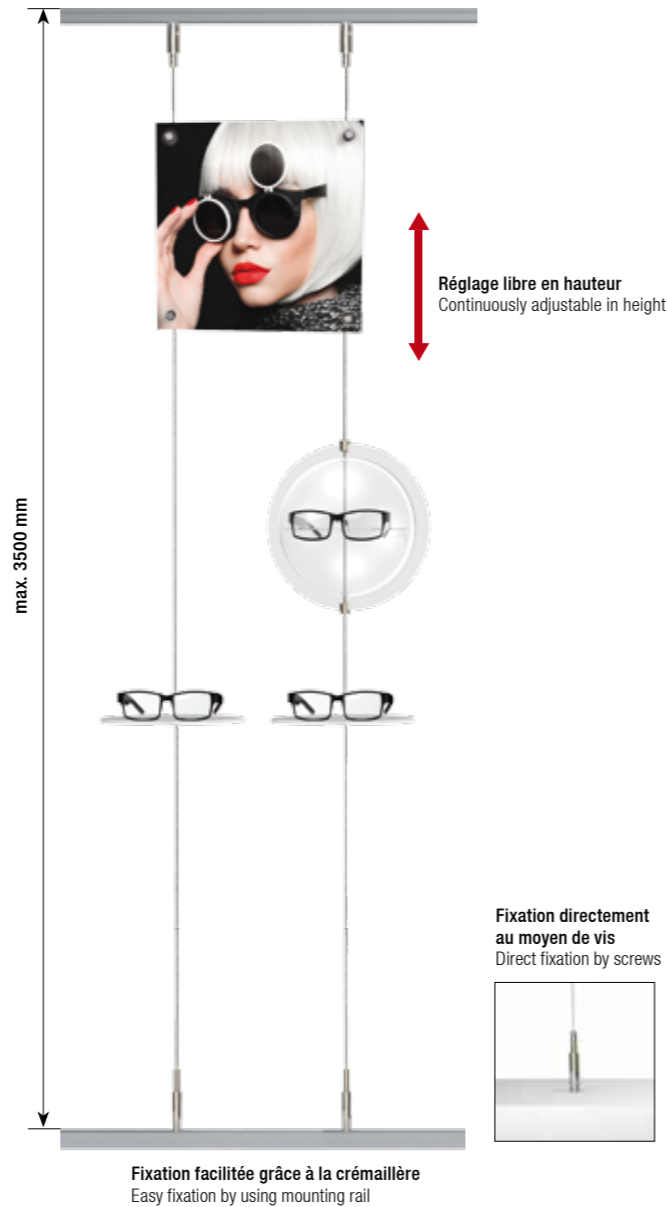 Réglage libre en hauteur
Continuously adjustable in height
max. 3500 mm
Fixation directement
au moyen de vis
Direct fixation by screws
Fixation facilitée grâce à la crémaillère
Easy fixation by using mounting rail